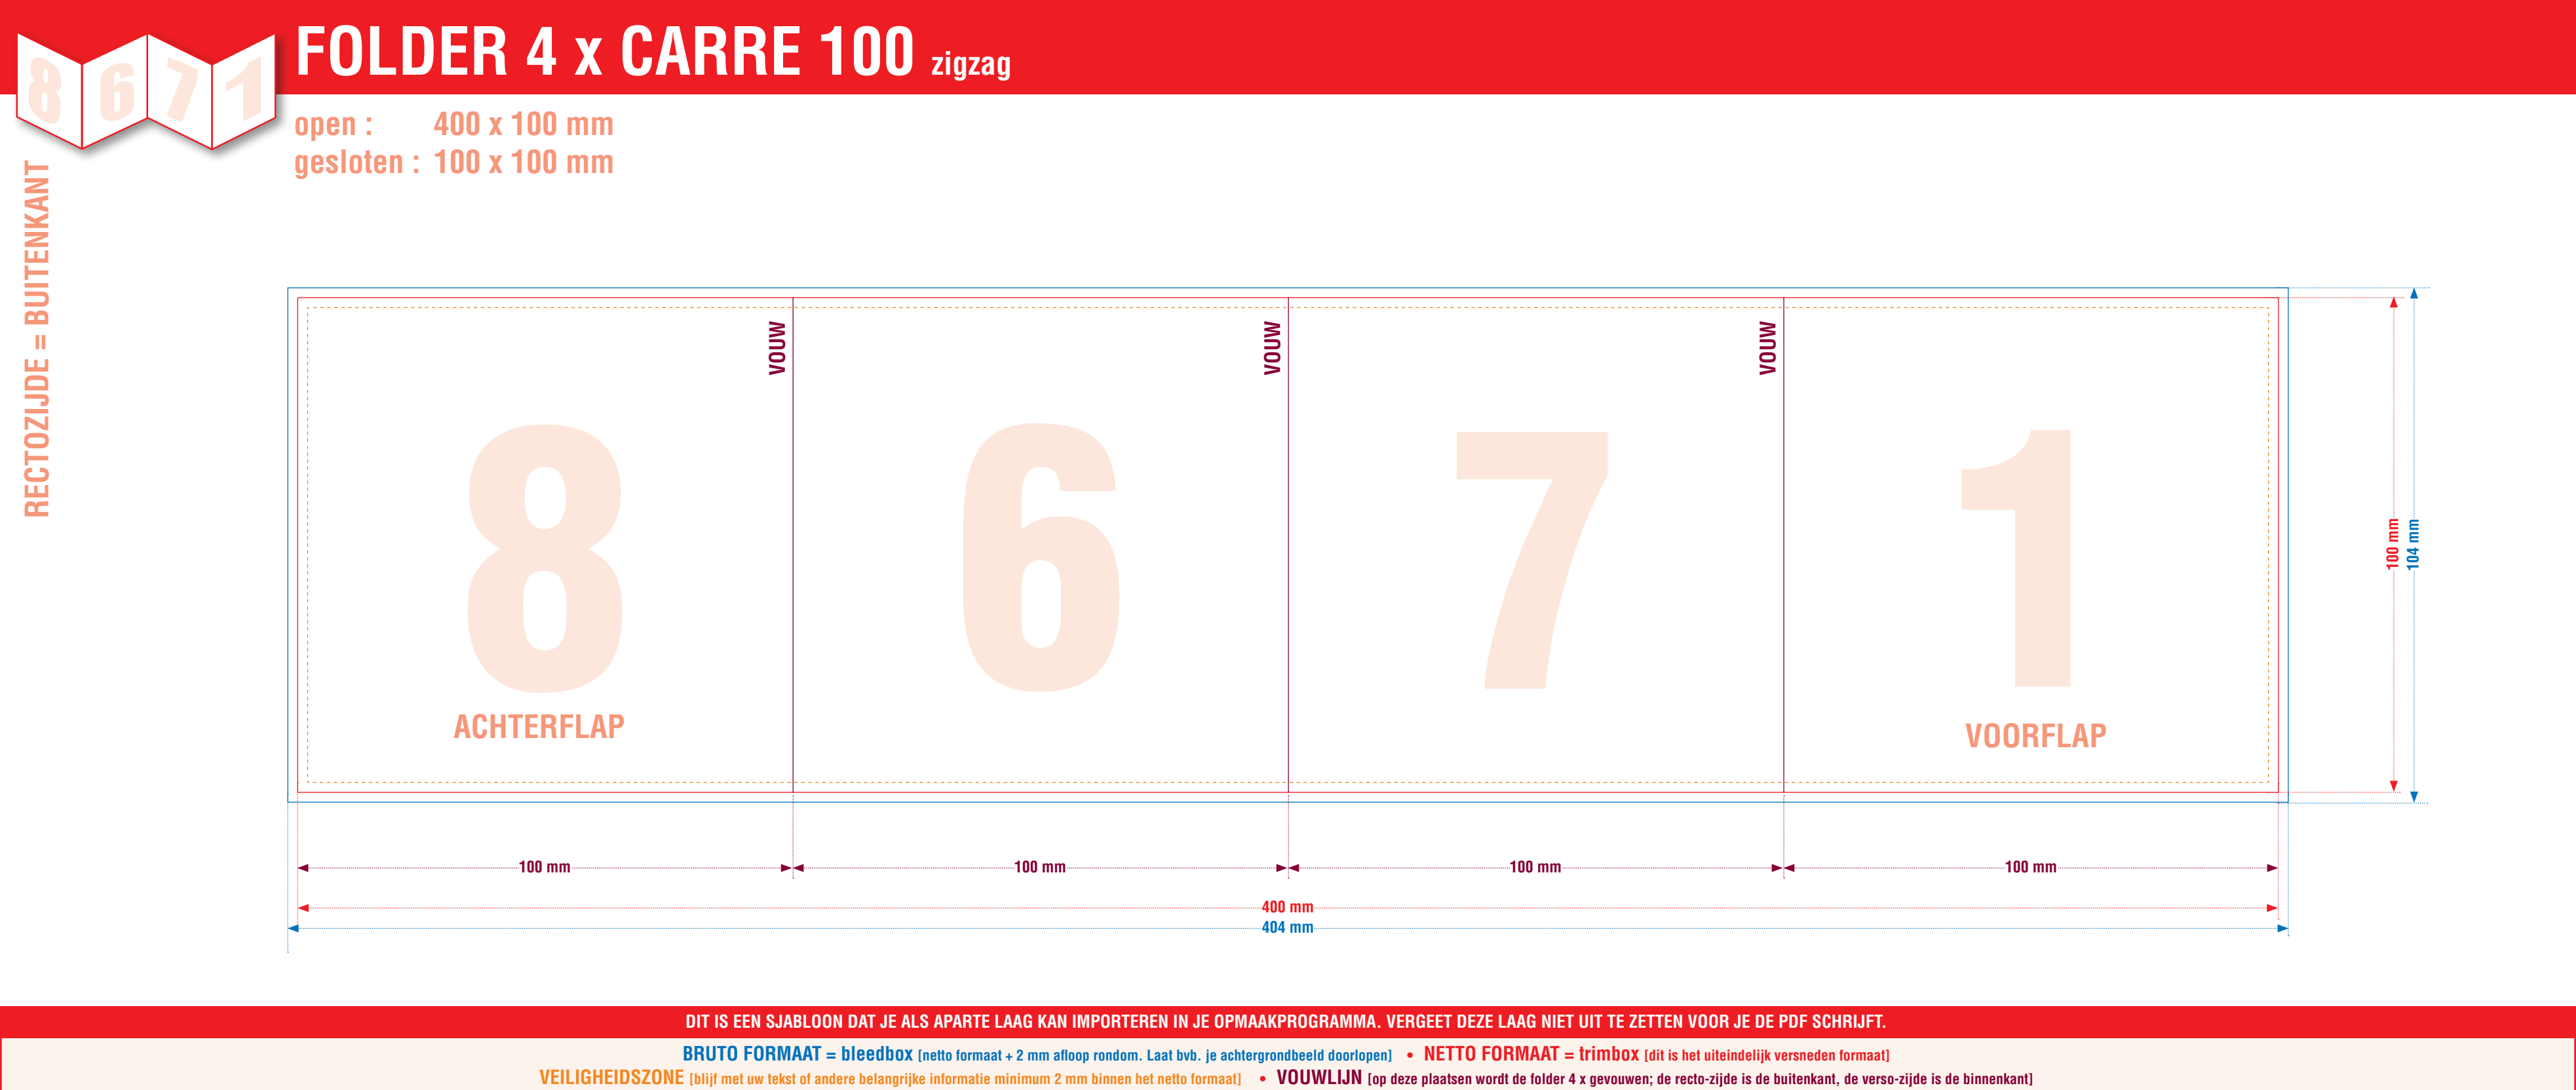 8 6 7 1
FOLDER 4 x CARRE 100 zigzag
open : 400 x 100 mm
gesloten : 100 x 100 mm
RECTOZIJDE = BUITENKANT
VOUW VOUW VOUW
8 6 7 1
ACHTERFLAP
VOORFLAP
100 mm
104 mm
100 mm 100 mm 100 mm 100 mm
400 mm
404 mm
DIT IS EEN SJABLOON DAT JE ALS APARTE LAAG KAN IMPORTEREN IN JE OPMAAKPROGRAMMA. VERGEET DEZE LAAG NIET UIT TE ZETTEN VOOR JE DE PDF SCHRIJFT.
BRUTO FORMAAT = bleedbox [netto formaat + 2 mm afloop rondom. Laat bvb. je achtergrondbeeld doorlopen] • NETTO FORMAAT = trimbox [dit is het uiteindelijk versneden formaat]
VEILIGHEIDSZONE [blijf met uw tekst of andere belangrijke informatie minimum 2 mm binnen het netto formaat] • VOUWLIJN [op deze plaatsen wordt de folder 4 x gevouwen; de recto-zijde is de buitenkant, de verso-zijde is de binnenkant]